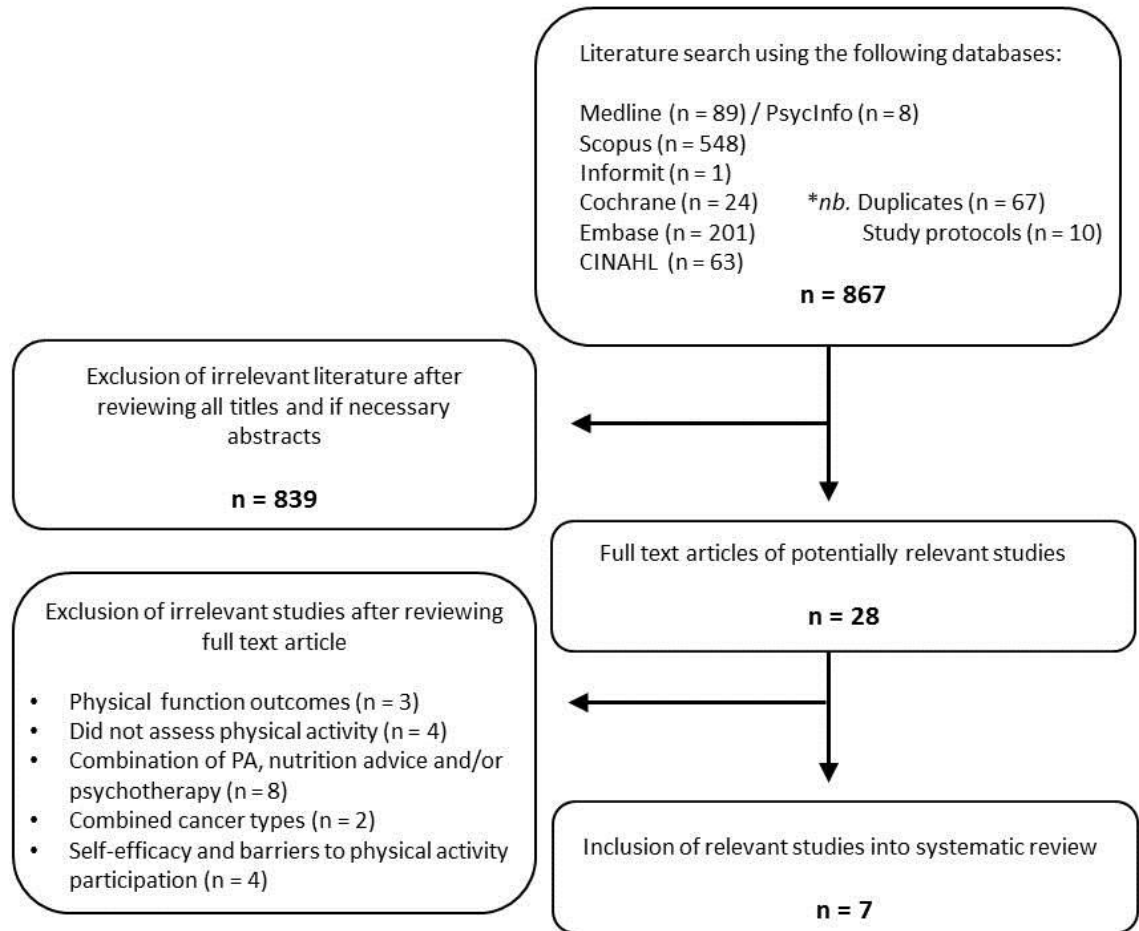 Literature search using the following databases:
Medline (n = 89) / PsycInfo (n = 8)
Scopus (n = 548)
Informit (n = 1)
Cochrane (n = 24) *nb. Duplicates (n = 67)
Embase (n = 201) Study protocols (n = 10)
CINAHL (n = 63)
n = 867
Exclusion of irrelevant literature after
reviewing all titles and if necessary
abstracts
n = 839
Full text articles of potentially relevant studies
n = 28
Exclusion of irrelevant studies after reviewing
full text article
• Physical function outcomes (n = 3)
• Did not assess physical activity (n = 4)
• Combination of PA, nutrition advice and/or
psychotherapy (n = 8)
• Combined cancer types (n = 2)
• Self-efficacy and barriers to physical activity
participation (n = 4)
Inclusion of relevant studies into systematic review
n = 7